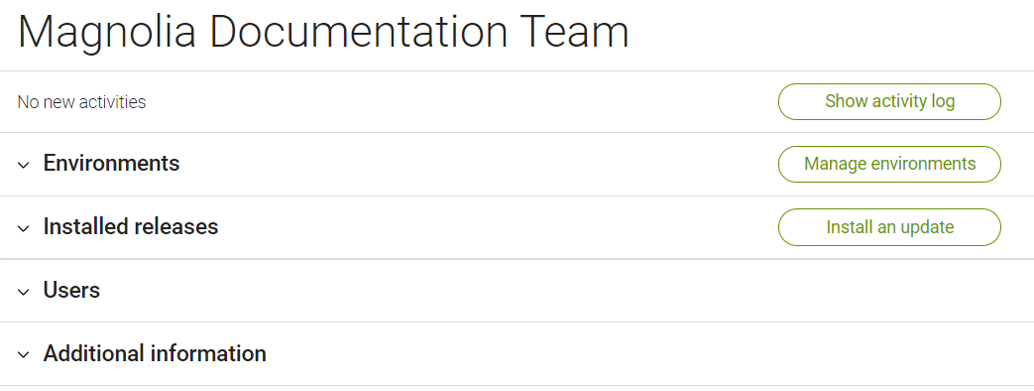 Magnolia Documentation Team
No new activities
Show activity log
Environments
Manage environments
Installed releases
Install an update
Users
Additional information